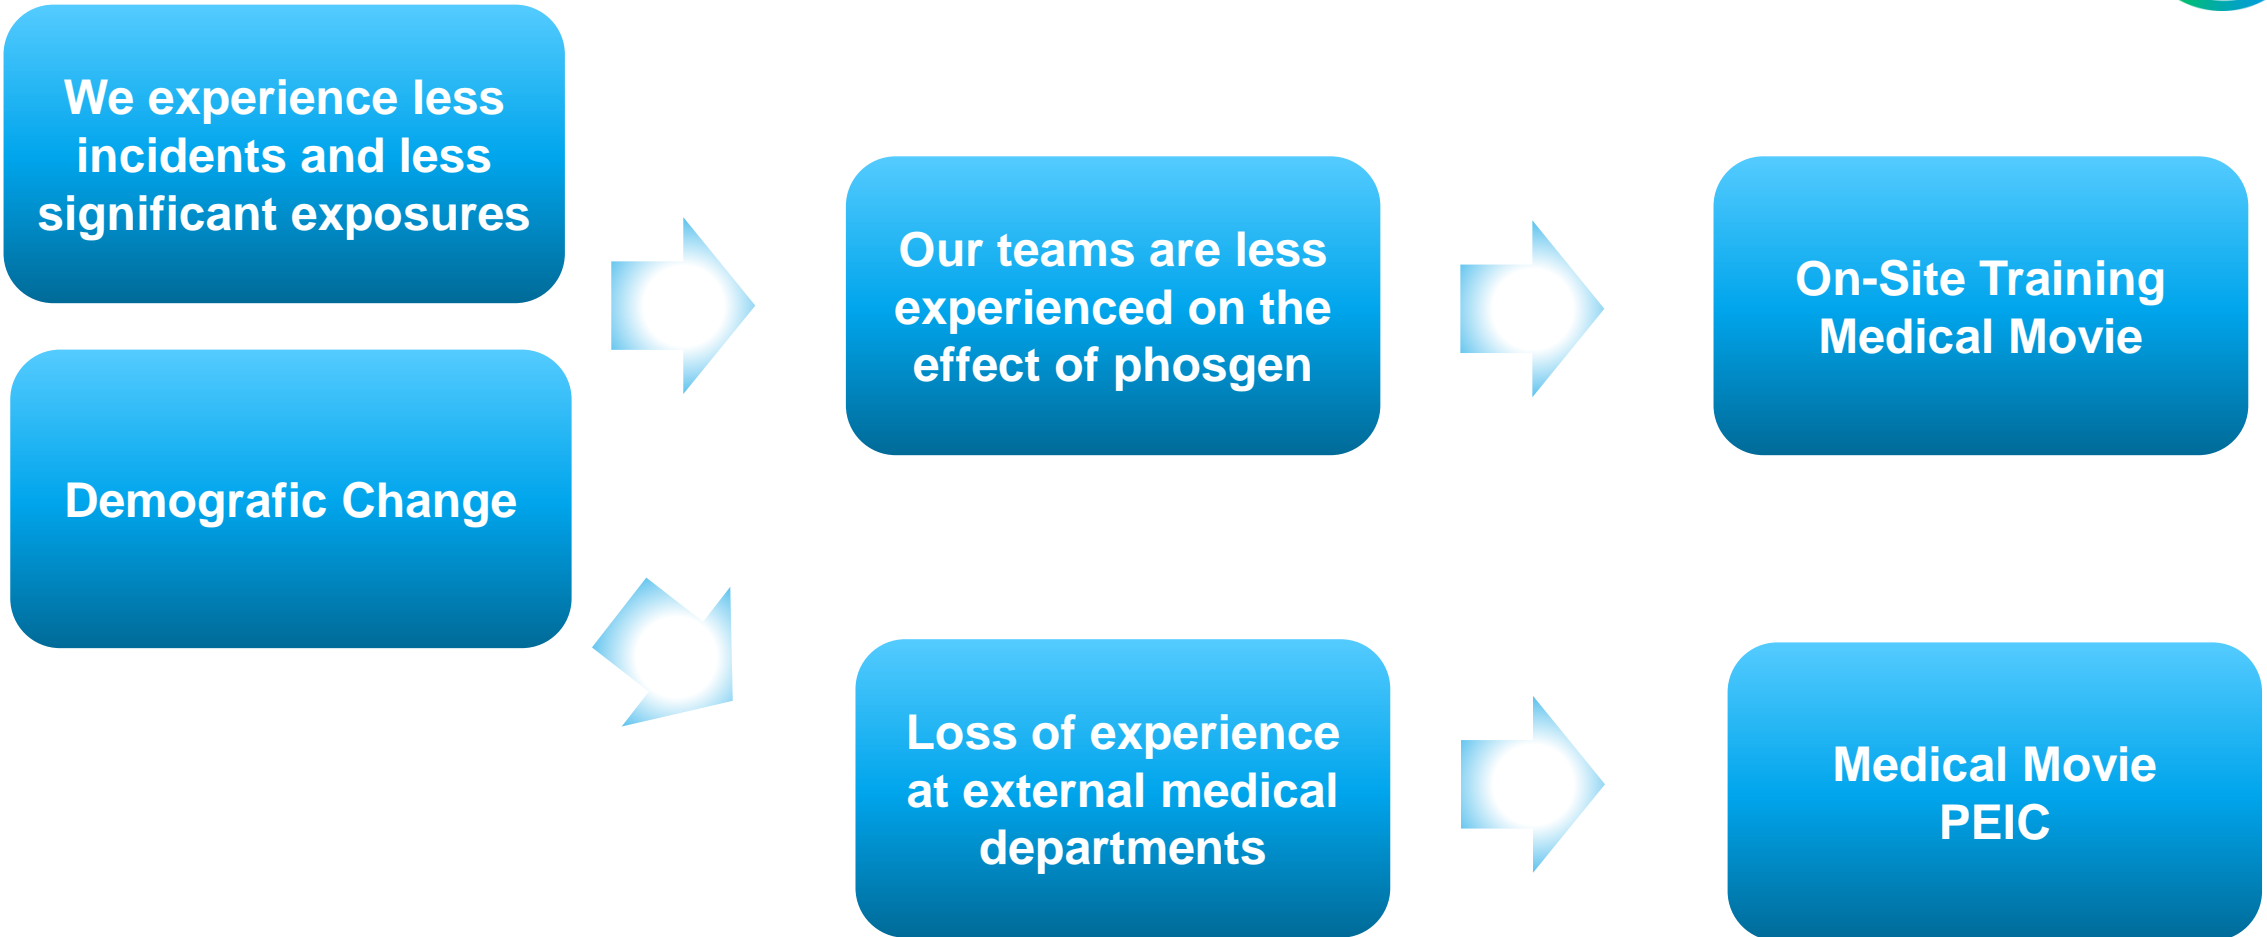 We experience less
incidents and less
significant exposures
Demografic Change
Our teams are less
experienced on the
effect of phosgen
On-Site Training
Medical Movie
Loss of experience
at external medical
departments
Medical Movie
PEIC